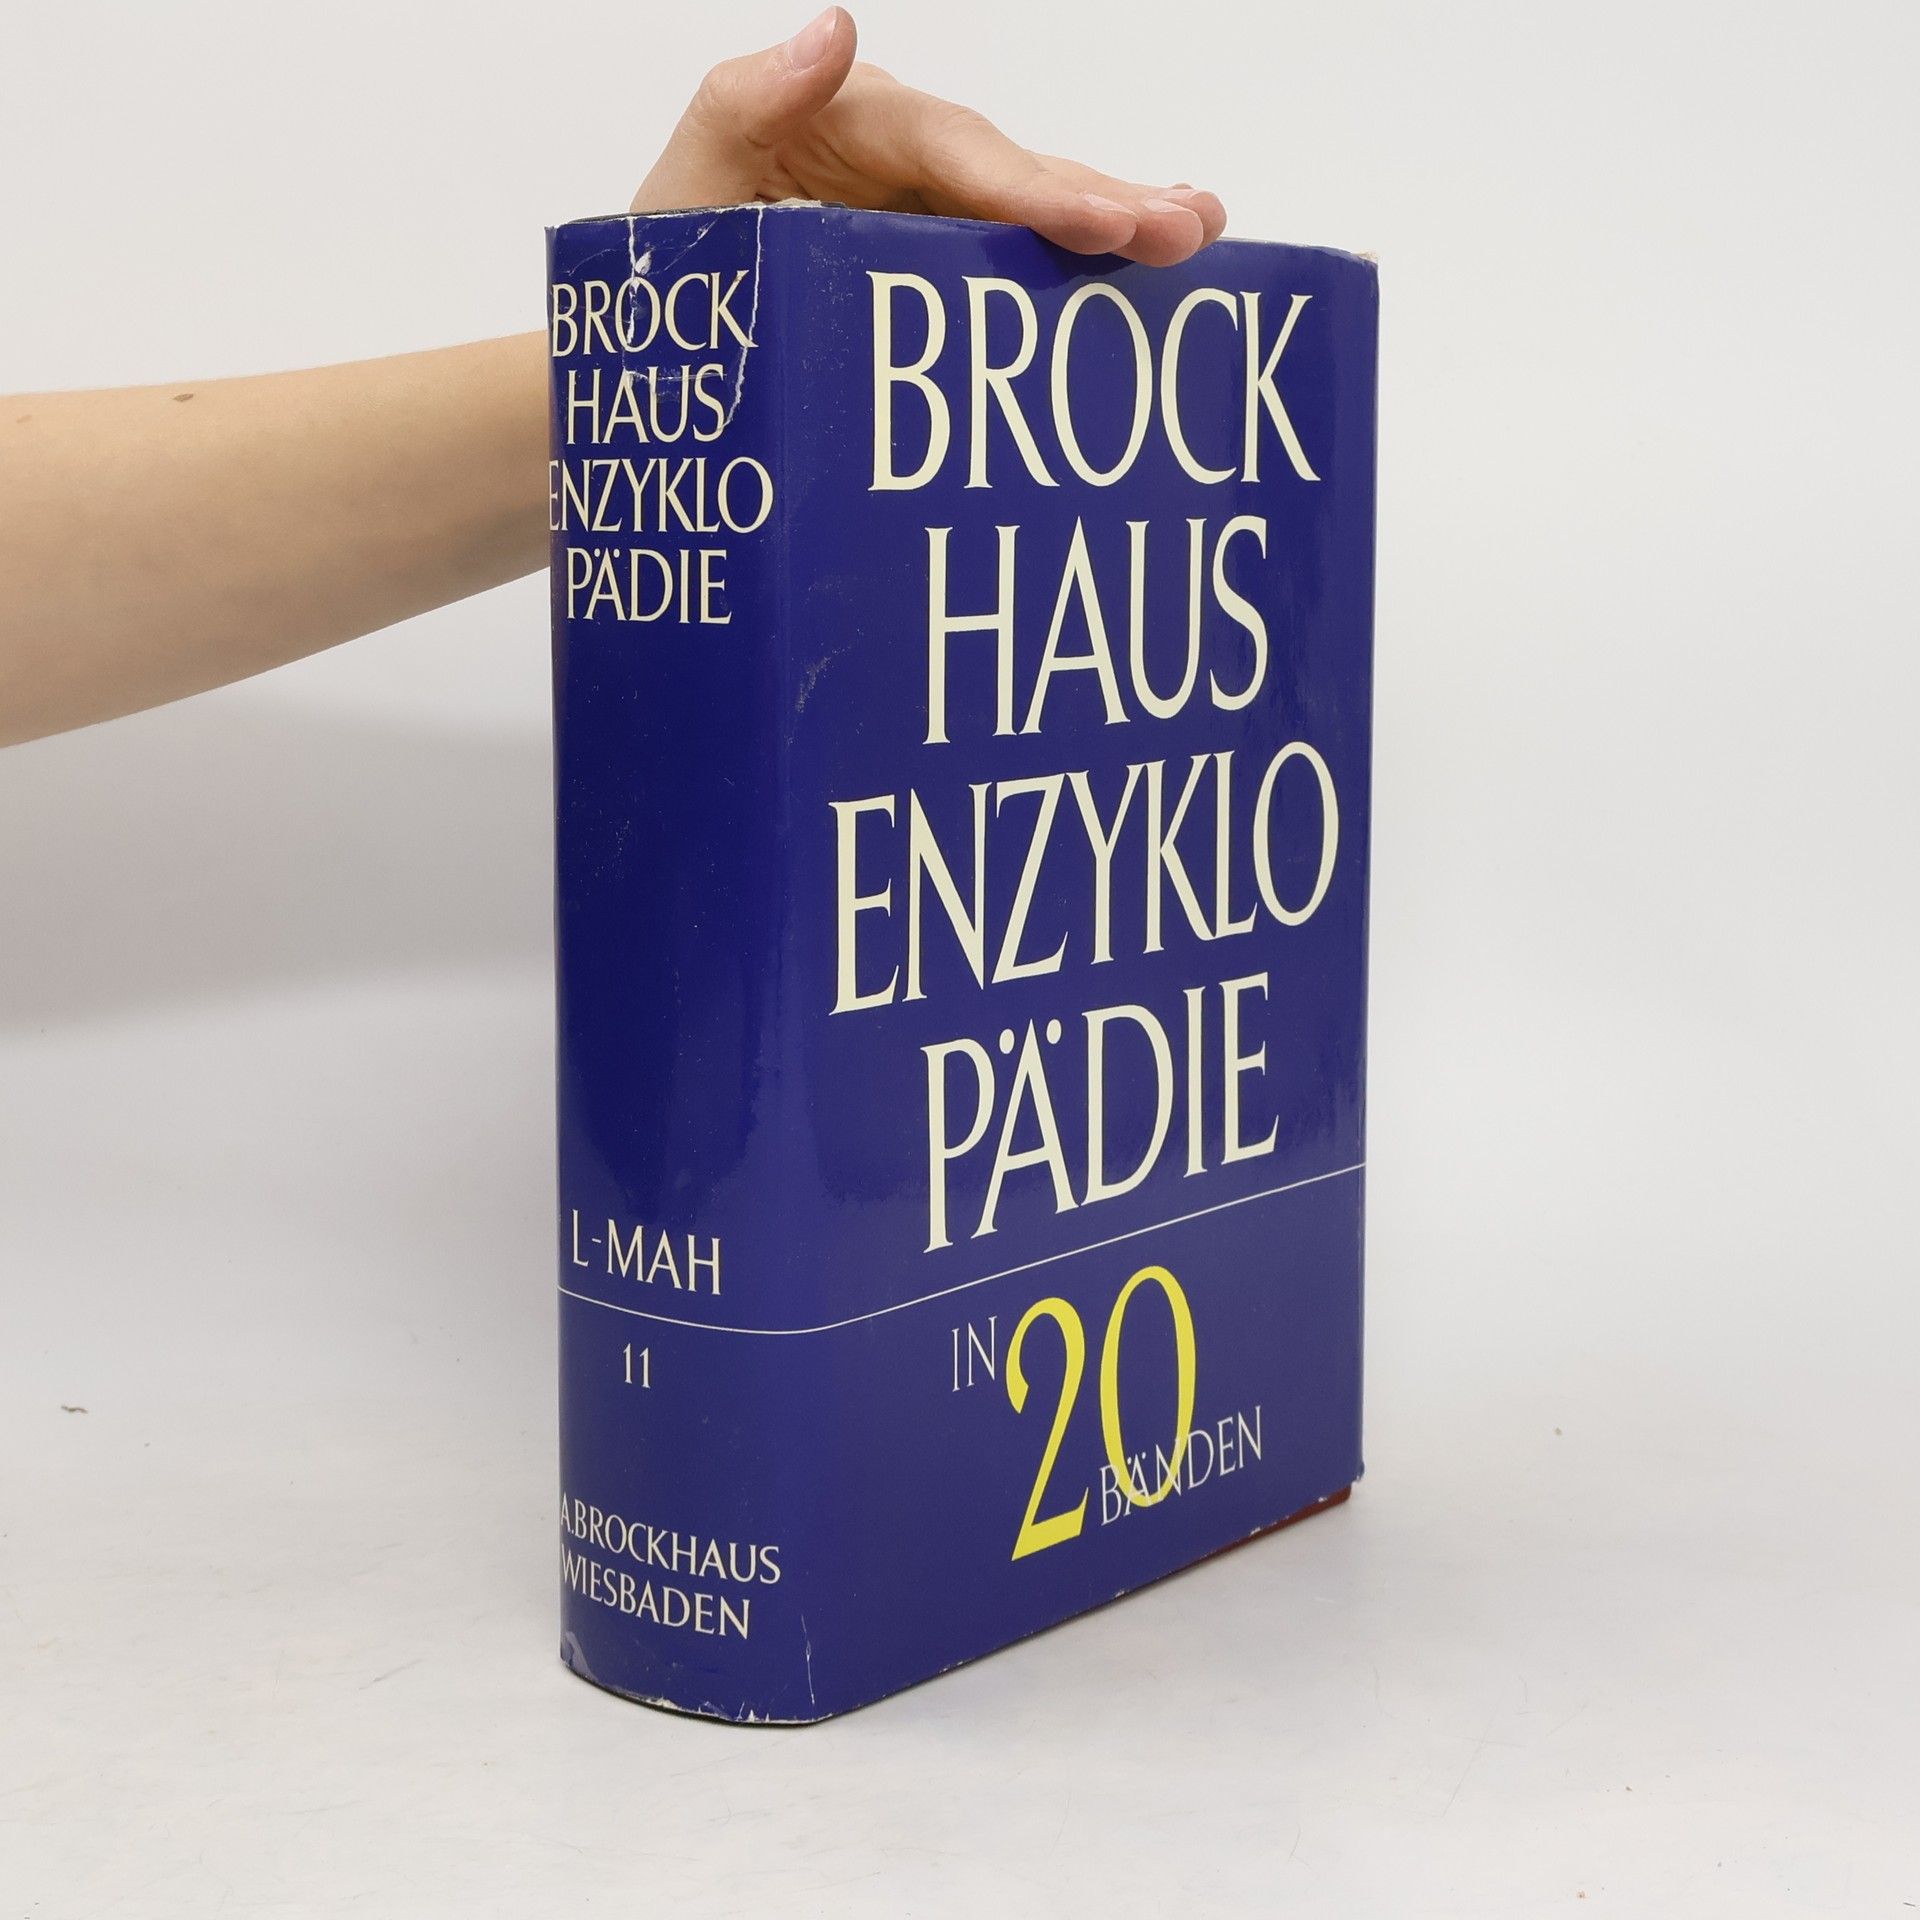 BROCK
HAUS
ENZYKLO
PÄDIE
L-MAH
11
A.BROCKHAUS
WIESBADEN
BROCK
HAUS
ENZYKLO
PÄDIE
IN 20
BÄNDEN